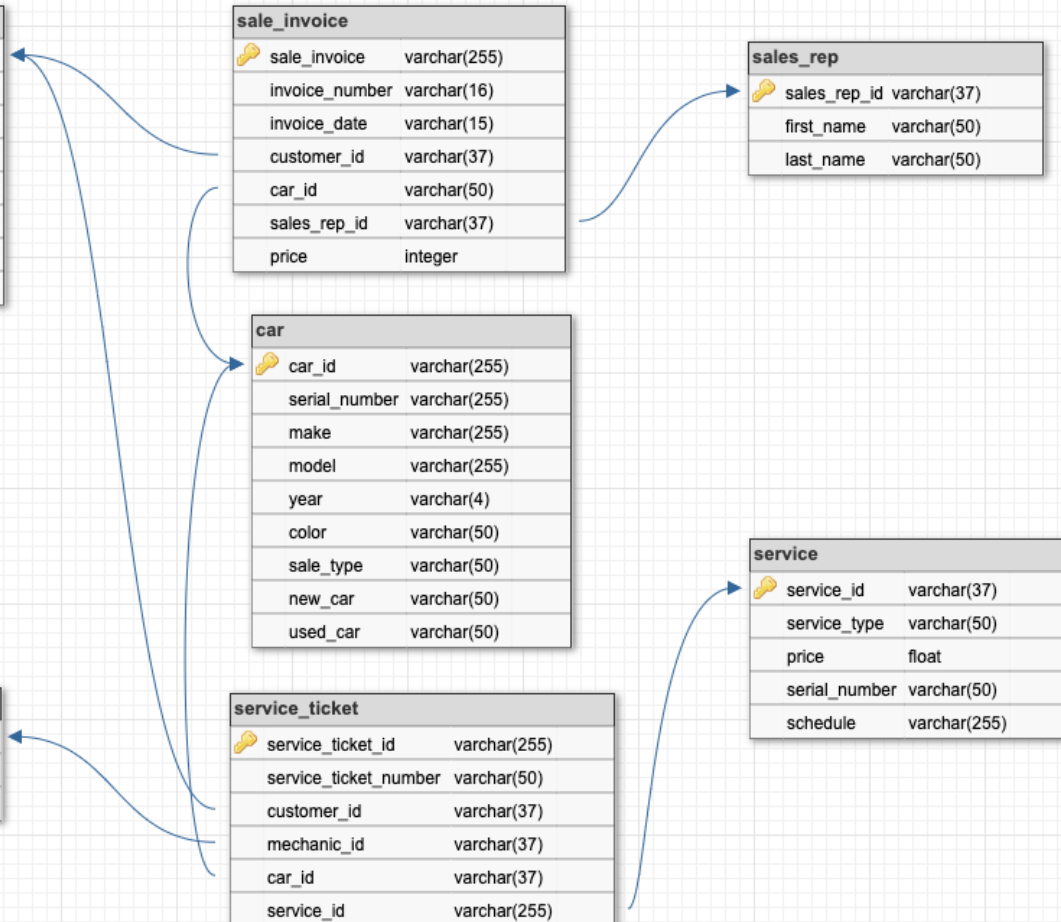 sale_invoice
sale_invoice varchar(255)
invoice_number varchar(16)
invoice_date varchar(15)
customer_id varchar(37)
car_id varchar(50)
sales_rep_id varchar(37)
price integer
sales_rep
sales_rep_id varchar(37)
first_name varchar(50)
last_name varchar(50)
car
car_id varchar(255)
serial_number varchar(255)
make varchar(255)
model varchar(255)
year varchar(4)
color varchar(50)
sale_type varchar(50)
new_car varchar(50)
used_car varchar(50)
service
service_id varchar(37)
service_type varchar(50)
price float
serial_number varchar(50)
schedule varchar(255)
service_ticket
service_ticket_id varchar(255)
service_ticket_number varchar(50)
customer_id varchar(37)
mechanic_id varchar(37)
car_id varchar(37)
service_id varchar(255)